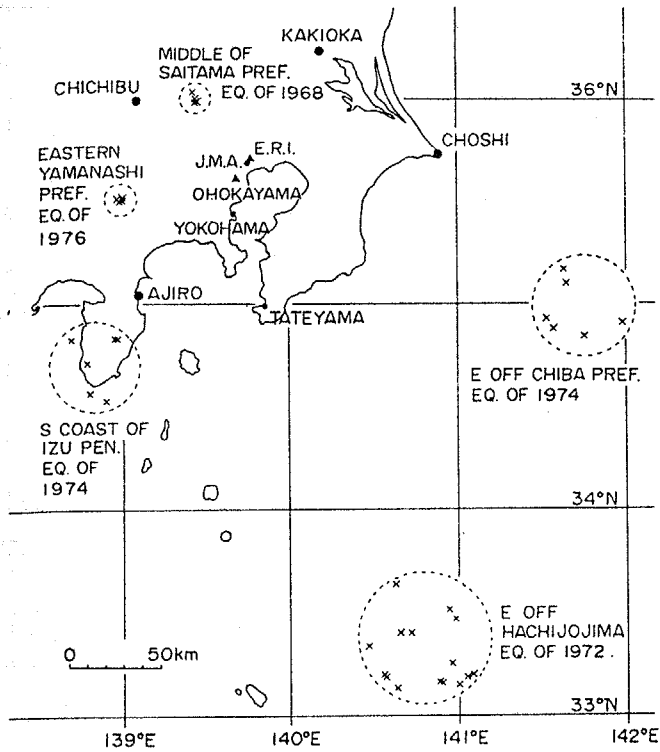 KAKIOKA
MIDDLE OF
SAITAMA PREF.
EQ. OF 1968
CHICHIBU
36°N
CHOSHI
E.R.I.
J.M.A.
EASTERN
YAMANASHI
PREF.
EQ. OF
1976
OHOKAYAMA
YOKOHAMA
AJIRO
TATEYAMA
E OFF CHIBA PREF.
EQ. OF 1974
S COAST OF
IZU PEN.
EQ. OF
1974
34°N
E OFF
HACHIJOJIMA
EQ. OF 1972.
0 50km
33°N
139°E 140°E 141°E 142°E